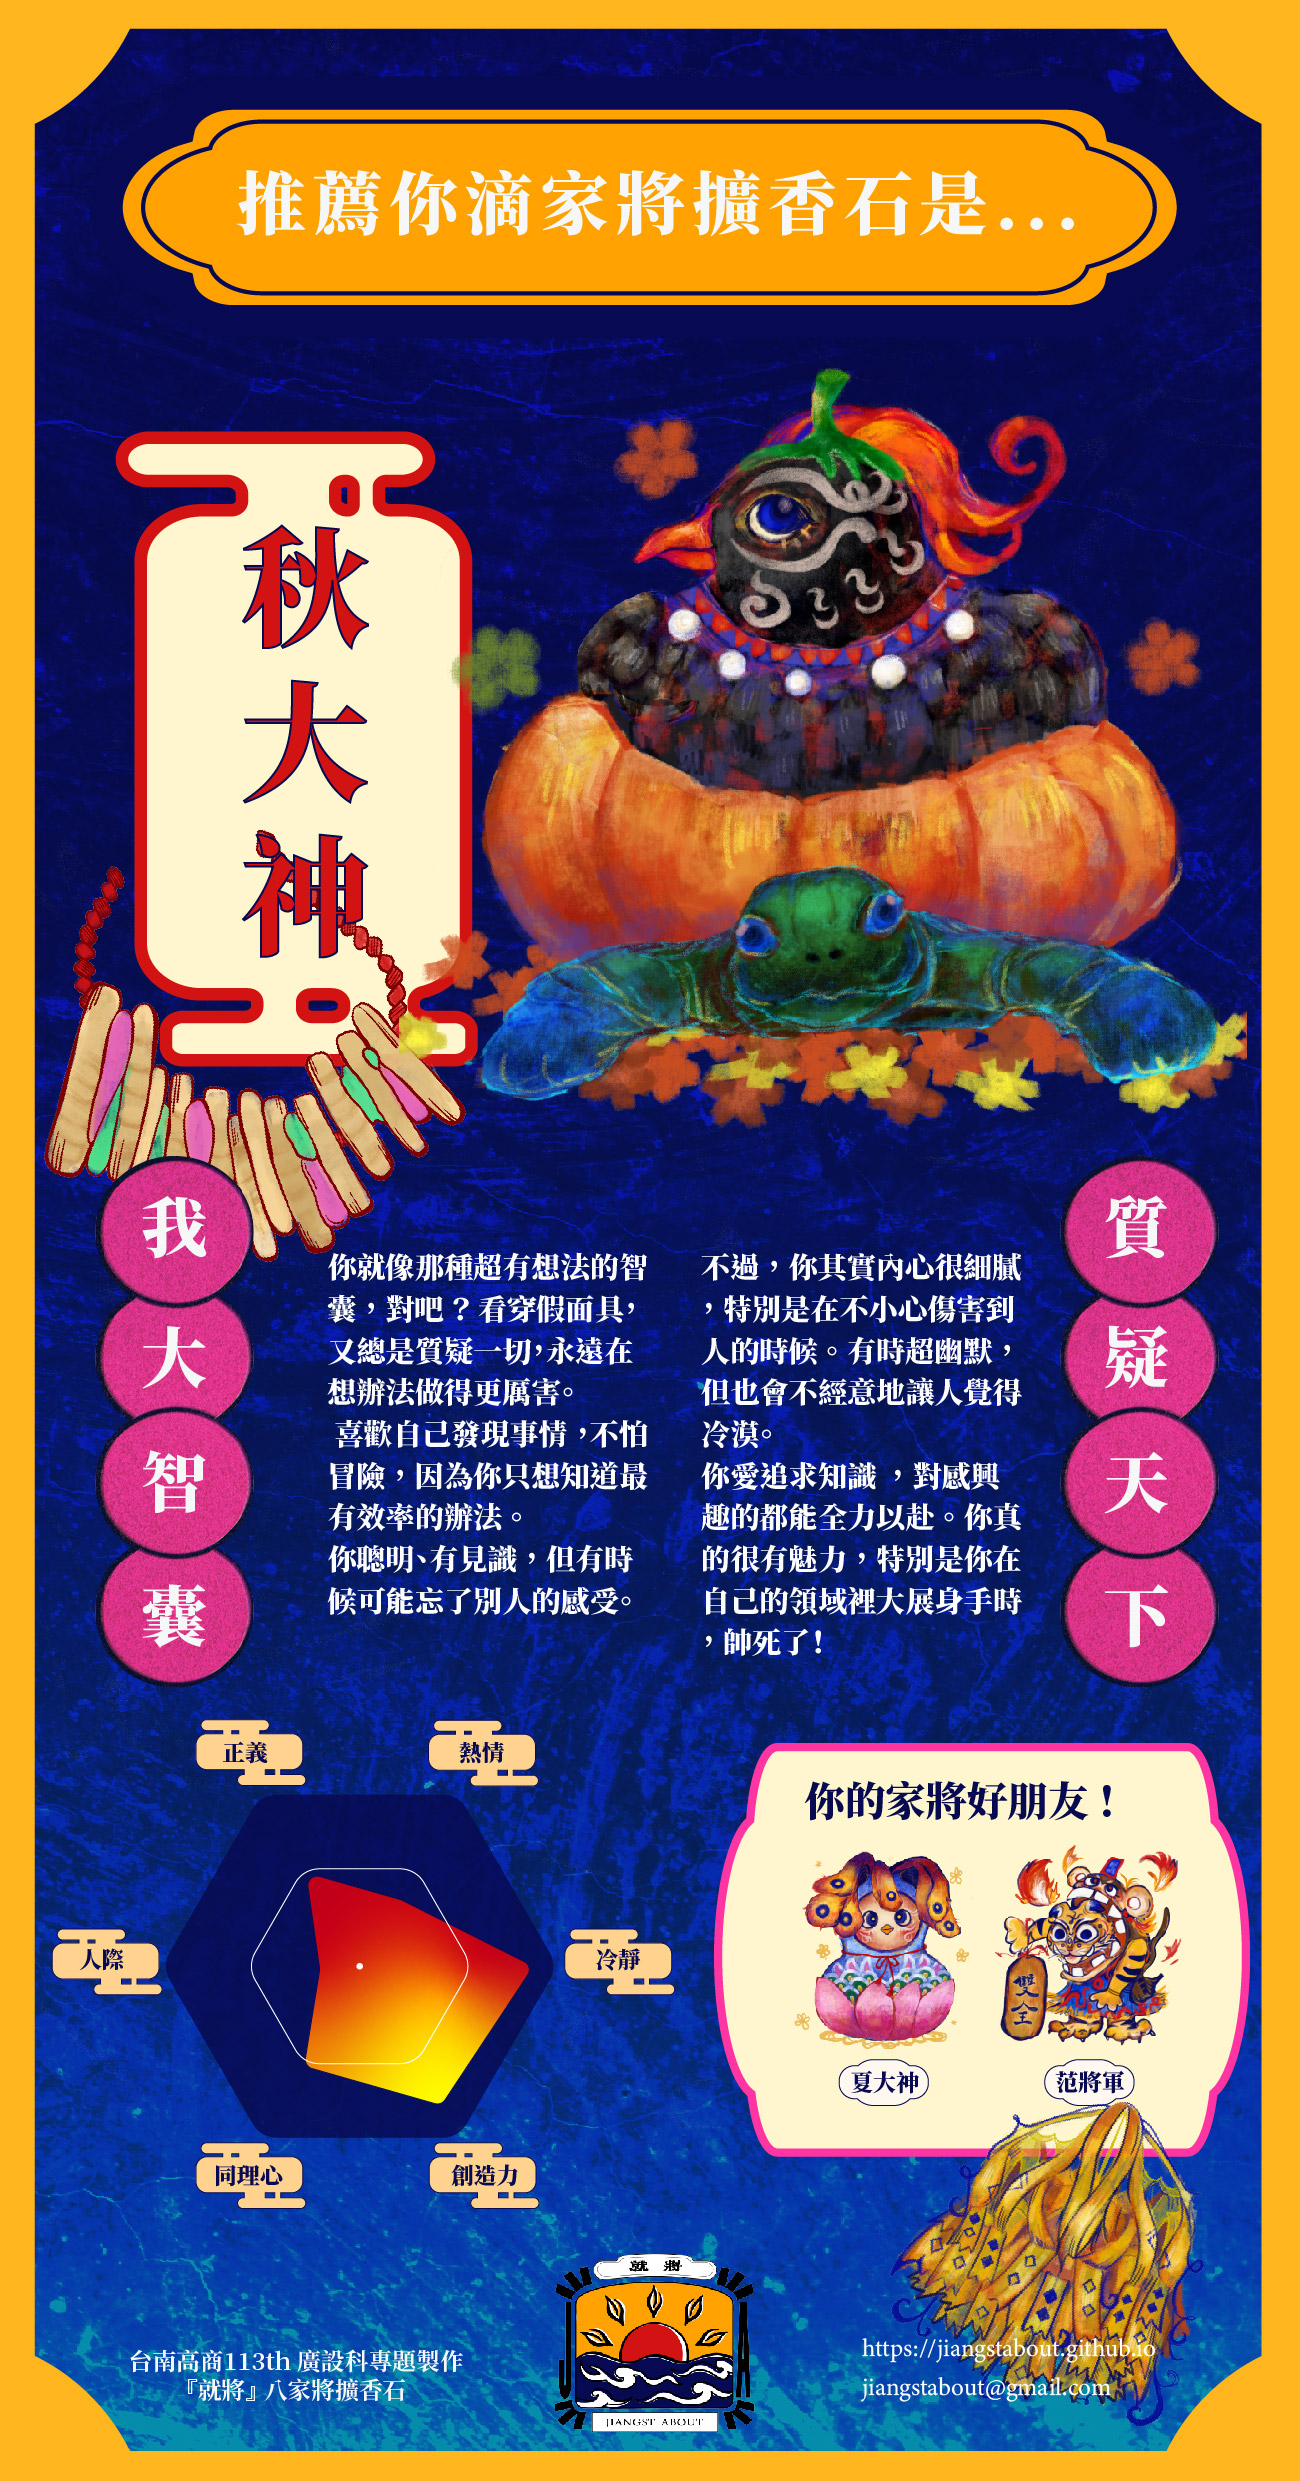 推薦你滴家將擴香石是...
秋大神
我大智囊
你就像那種超有想法的智
囊，對吧？看穿假面具，
又總是質疑一切，永遠在
想辦法做得更厲害。
喜歡自己發現事情，不怕
冒險，因為你只想知道最
有效率的辦法。
你聰明、有見識，但有時
候可能忘了別人的感受。
不過，你其實內心很細膩
，特別是在不小心傷害到
人的時候。有時超幽默，
但也會不經意地讓人覺得
冷漠。
你愛追求知識，對感興
趣的都能全力以赴。你真
的很有魅力，特別是你在
自己的領域裡大展身手時
，帥死了！
質疑天下
正義
熱情
人際
冷靜
同理心
創造力
你的家將好朋友！
雙全
夏大神
范將軍
台南高商113th 廣設科專題製作
『就將』八家將擴香石
就將
JIANGST ABOUT
https://jiangstabout.github.io
jiangstabout@gmail.com